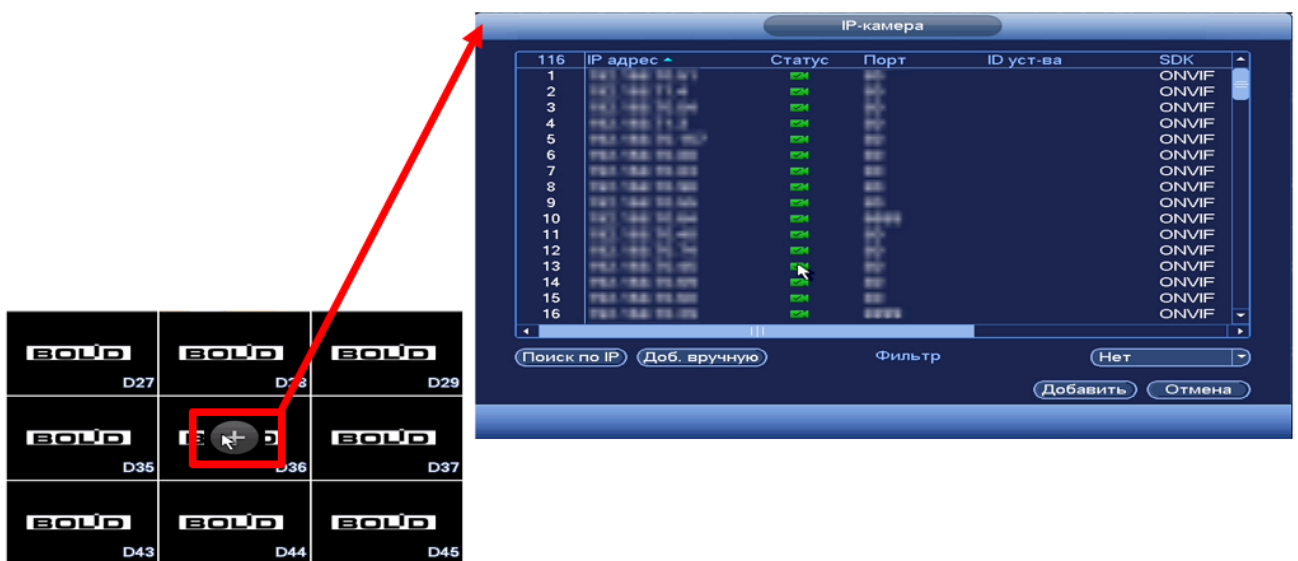 IP-камера
116 IP адрес Статус Порт ID уст-ва SDK
1 ONVIF
2 ONVIF
3 ONVIF
4 ONVIF
5 ONVIF
6 ONVIF
7 ONVIF
8 ONVIF
9 ONVIF
10 ONVIF
11 ONVIF
12 ONVIF
13 ONVIF
14 ONVIF
15 ONVIF
16 ONVIF
Поиск по IP Доб. вручную Фильтр Нет
Добавить Отмена
BOLID BOLID BOLID
D27 D28 D29
BOLID BOLID
D35 D36 D37
BOLID BOLID BOLID
D43 D44 D45